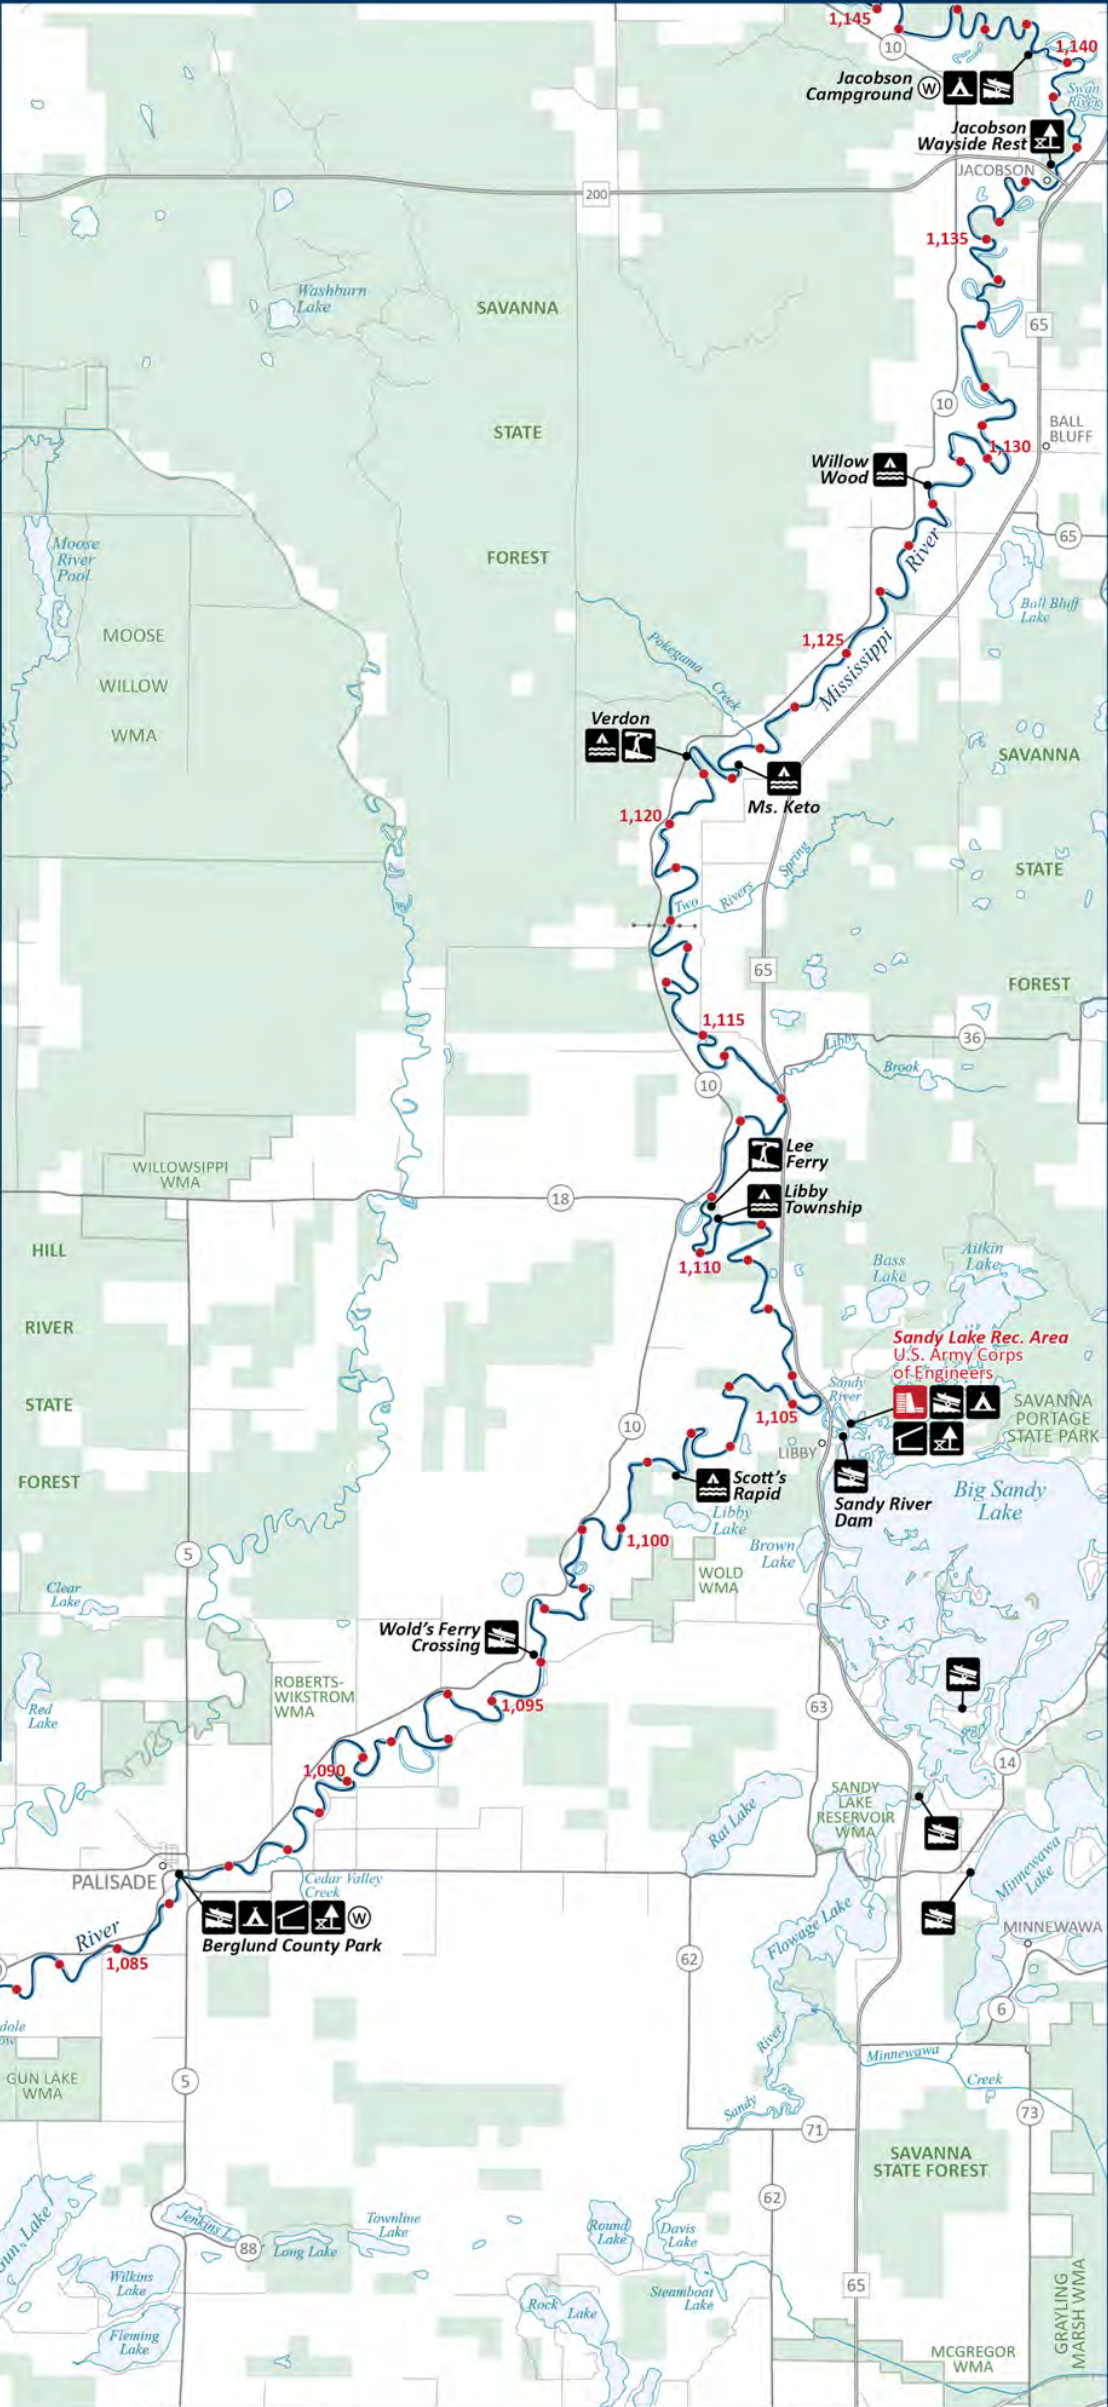 1,145
10
1,140
Jacobson
Campground W
Swan
River
Jacobson
Wayside Rest
JACOBSON
200
1,135
Washburn
Lake
SAVANNA
65
STATE
10
BALL
BLUFF
1,130
Willow
Wood
FOREST
65
River
Moose
River
Pool
Ball Bluff
Lake
MOOSE
WILLOW
WMA
Pokegama
Creek
1,125
Mississippi
Verdon
SAVANNA
Ms. Keto
1,120
STATE
Two
Rivers
Spring
65
FOREST
1,115
36
Libby
Brook
10
Lee
Ferry
WILLOWSIPPI
WMA
18
Libby
Township
HILL
1,110
Bass
Lake
Aitkin
Lake
RIVER
Sandy Lake Rec. Area
U.S. Army Corps
of Engineers
STATE
Sandy
River
SAVANNA
PORTAGE
STATE PARK
10
1,105
LIBBY
FOREST
Scott's
Rapid
Sandy River
Dam
Big Sandy
Lake
Libby
Lake
1,100
Brown
Lake
5
WOLD
WMA
Clear
Lake
Wold's Ferry
Crossing
ROBERTS-
WIKSTROM
WMA
Red
Lake
1,095
63
14
1,090
SANDY
LAKE
RESERVOIR
WMA
Rat Lake
Minnewawa
Lake
PALISADE
Cedar Valley
Creek
W
Berglund County Park
River
1,085
Flowage Lake
MINNEWAWA
62
6
GUN LAKE
WMA
River
Minnewawa
Creek
5
Sandy
73
71
SAVANNA
STATE FOREST
62
Gun Lake
Jenkins L.
88
Long Lake
Townline
Lake
Round
Lake
Davis
Lake
Wilkins
Lake
Steamboat
Lake
65
Rock
Lake
Fleming
Lake
GRAYLING
MARSH WMA
MCGREGOR
WMA